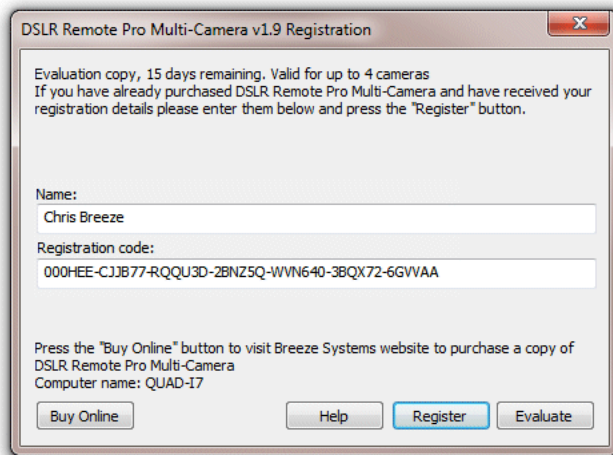 DSLR Remote Pro Multi-Camera v1.9 Registration
Evaluation copy, 15 days remaining. Valid for up to 4 cameras
If you have already purchased DSLR Remote Pro Multi-Camera and have received your
registration details please enter them below and press the "Register" button.
Name:
Chris Breeze
Registration code:
000HEE-CJJB77-RQQU3D-2BNZ5Q-WVN640-3BQX72-6GVVAA
Press the "Buy Online" button to visit Breeze Systems website to purchase a copy of
DSLR Remote Pro Multi-Camera
Computer name: QUAD-I7
Buy Online Help Register Evaluate